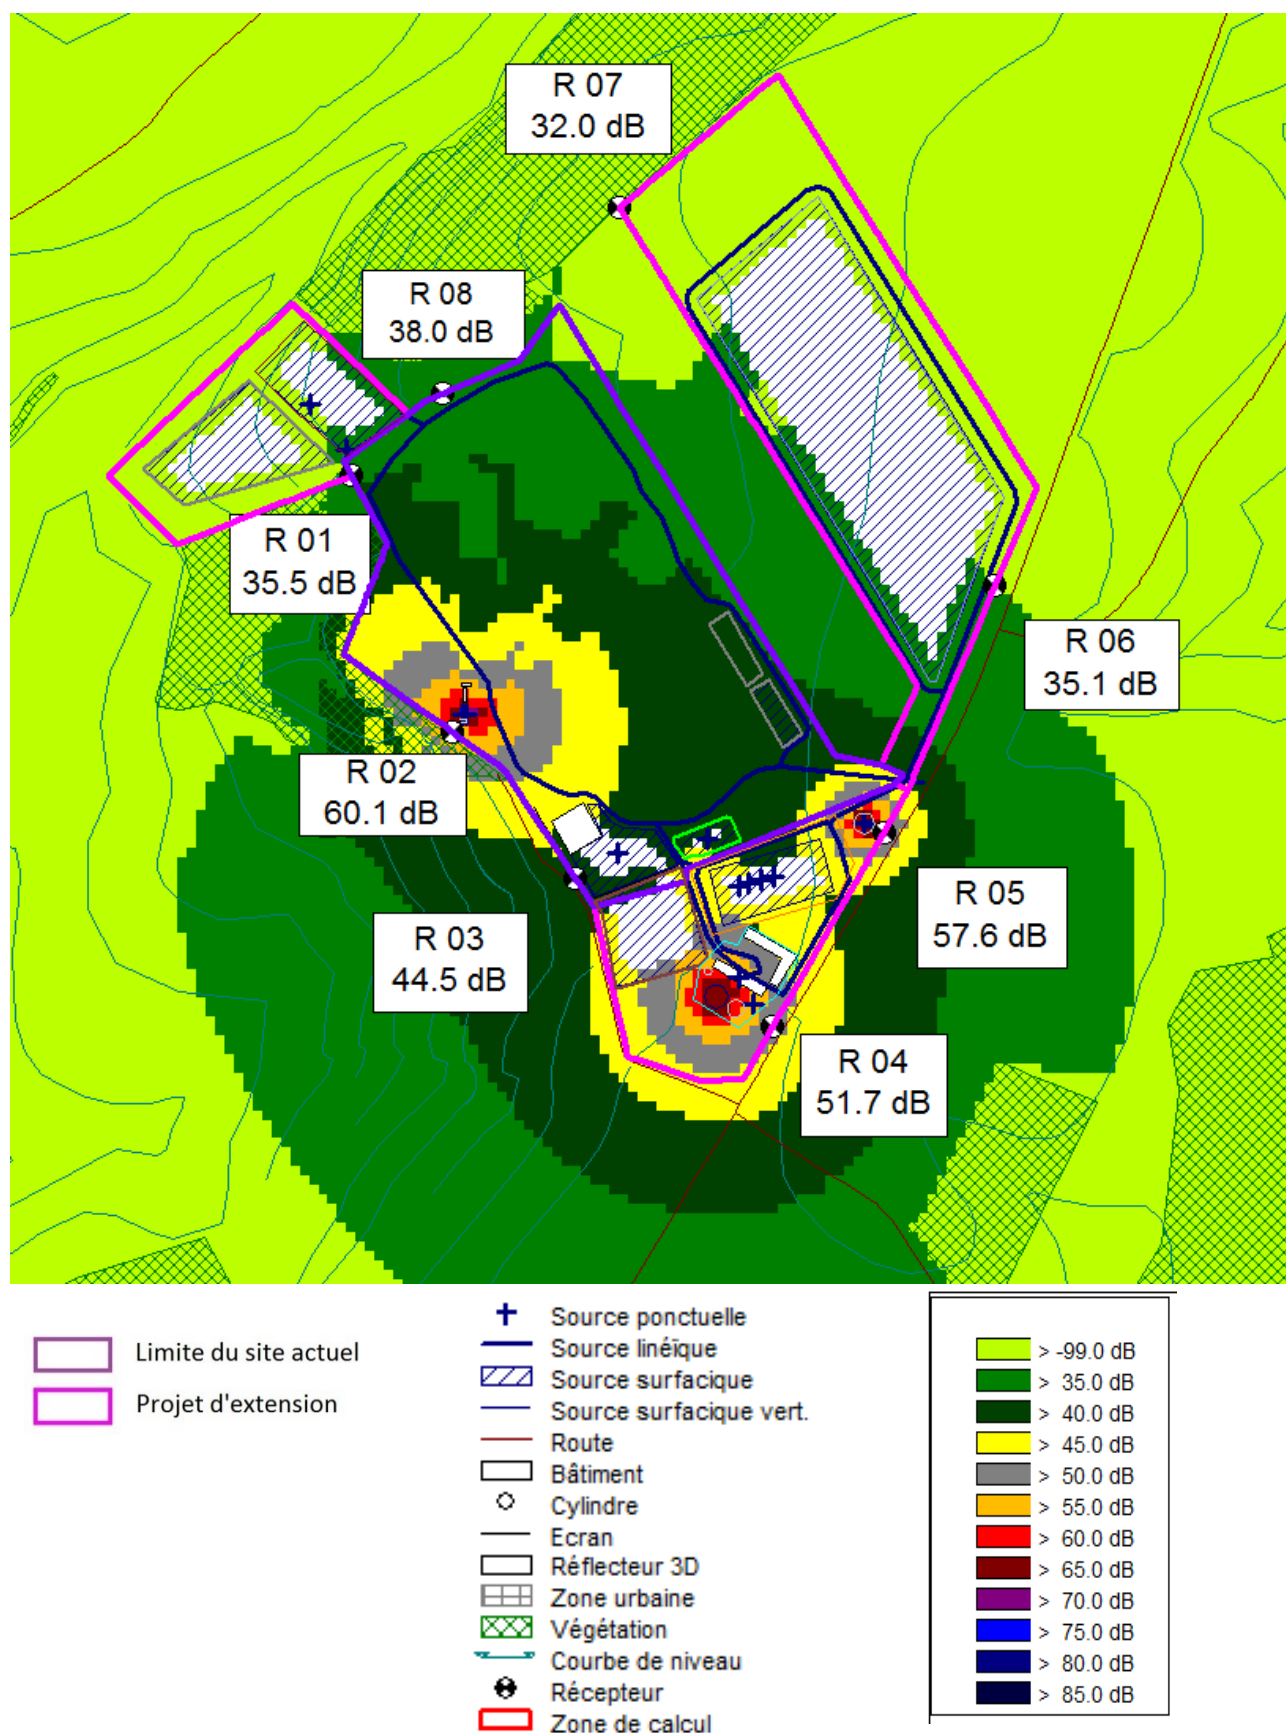 R 07
32.0 dB
R 08
38.0 dB
R 01
35.5 dB
R 06
35.1 dB
R 02
60.1 dB
R 05
57.6 dB
R 03
44.5 dB
R 04
51.7 dB
Limite du site actuel
Projet d'extension
Source ponctuelle
Source linéïque
Source surfacique
Source surfacique vert.
Route
Bâtiment
Cylindre
Ecran
Réflecteur 3D
Zone urbaine
Végétation
Courbe de niveau
Récepteur
Zone de calcul
> -99.0 dB
> 35.0 dB
> 40.0 dB
> 45.0 dB
> 50.0 dB
> 55.0 dB
> 60.0 dB
> 65.0 dB
> 70.0 dB
> 75.0 dB
> 80.0 dB
> 85.0 dB